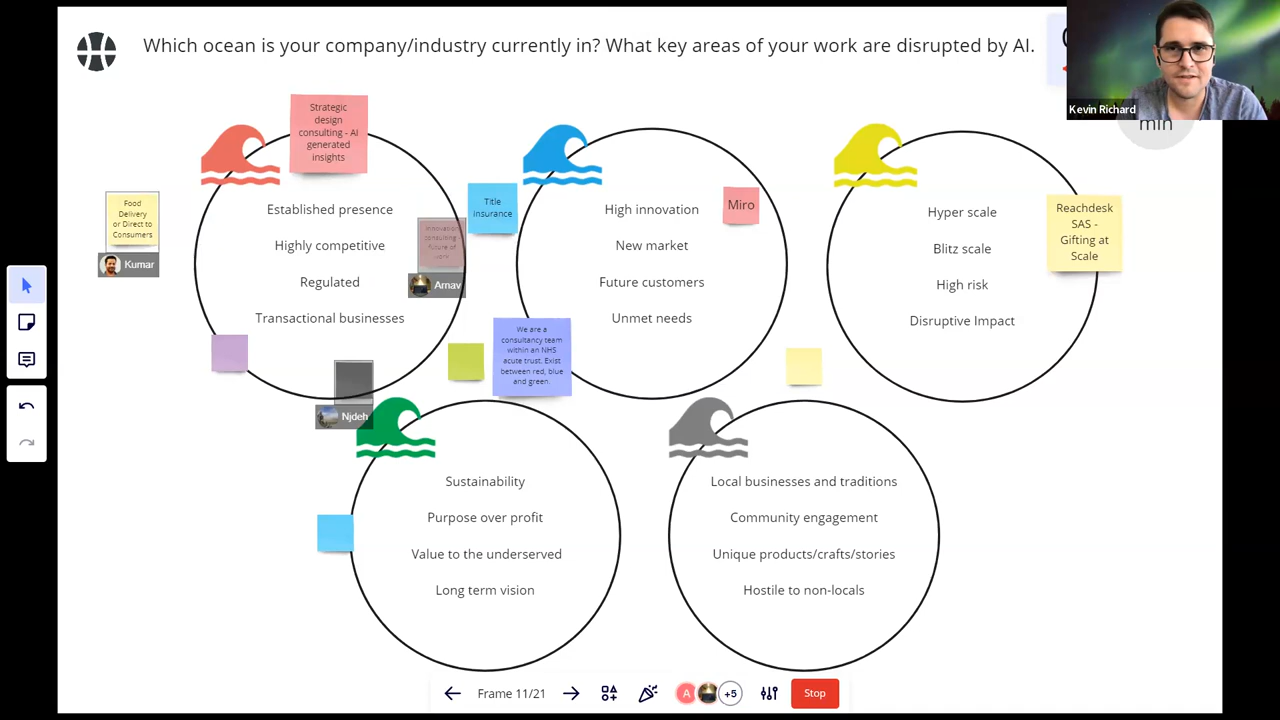 Which ocean is your company/industry currently in? What key areas of your work are disrupted by AI.
Kevin Richard
min
Strategic
design
consulting - AI
generated
insights
Food
Delivery
or Direct to
Consumers
Kumar
Established presence
Highly competitive
Regulated
Transactional businesses
Innovation
consulting
future of
work
Arnav
Njdeh
Title
insurance
High innovation
New market
Future customers
Unmet needs
Miro
We are a
consultancy team
within an NHS
acute trust. Exist
between red, blue
and green.
Hyper scale
Blitz scale
High risk
Disruptive Impact
Reachdesk
SAS -
Gifting at
Scale
Sustainability
Purpose over profit
Value to the underserved
Long term vision
Local businesses and traditions
Community engagement
Unique products/crafts/stories
Hostile to non-locals
Frame 11/21
A
+5
Stop